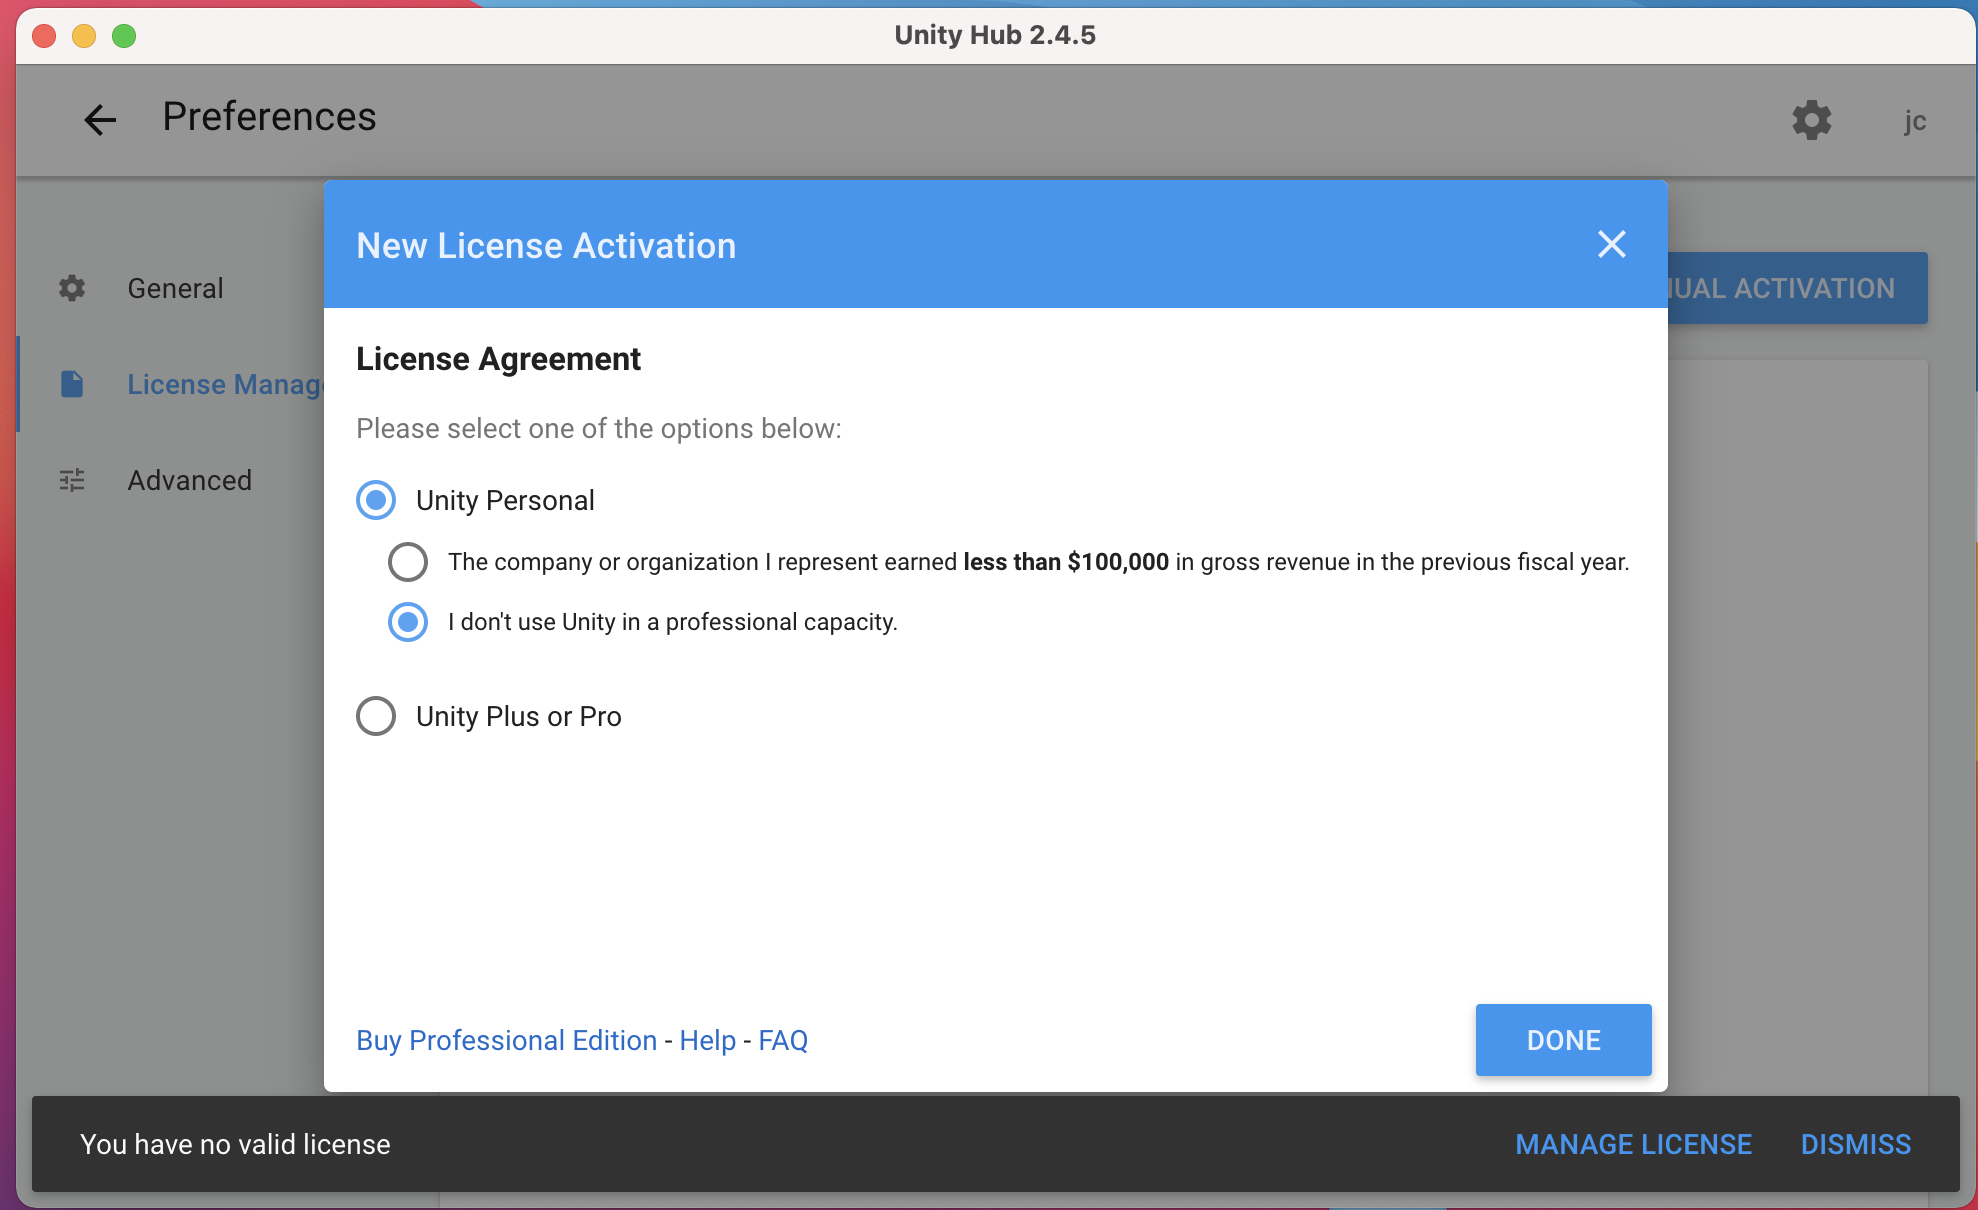 Unity Hub 2.4.5
Preferences
jc
New License Activation
General
UAL ACTIVATION
License Agreement
License Manag
Please select one of the options below:
Advanced
Unity Personal
The company or organization I represent earned less than $100,000 in gross revenue in the previous fiscal year.
I don't use Unity in a professional capacity.
Unity Plus or Pro
Buy Professional Edition - Help - FAQ
DONE
You have no valid license
MANAGE LICENSE
DISMISS